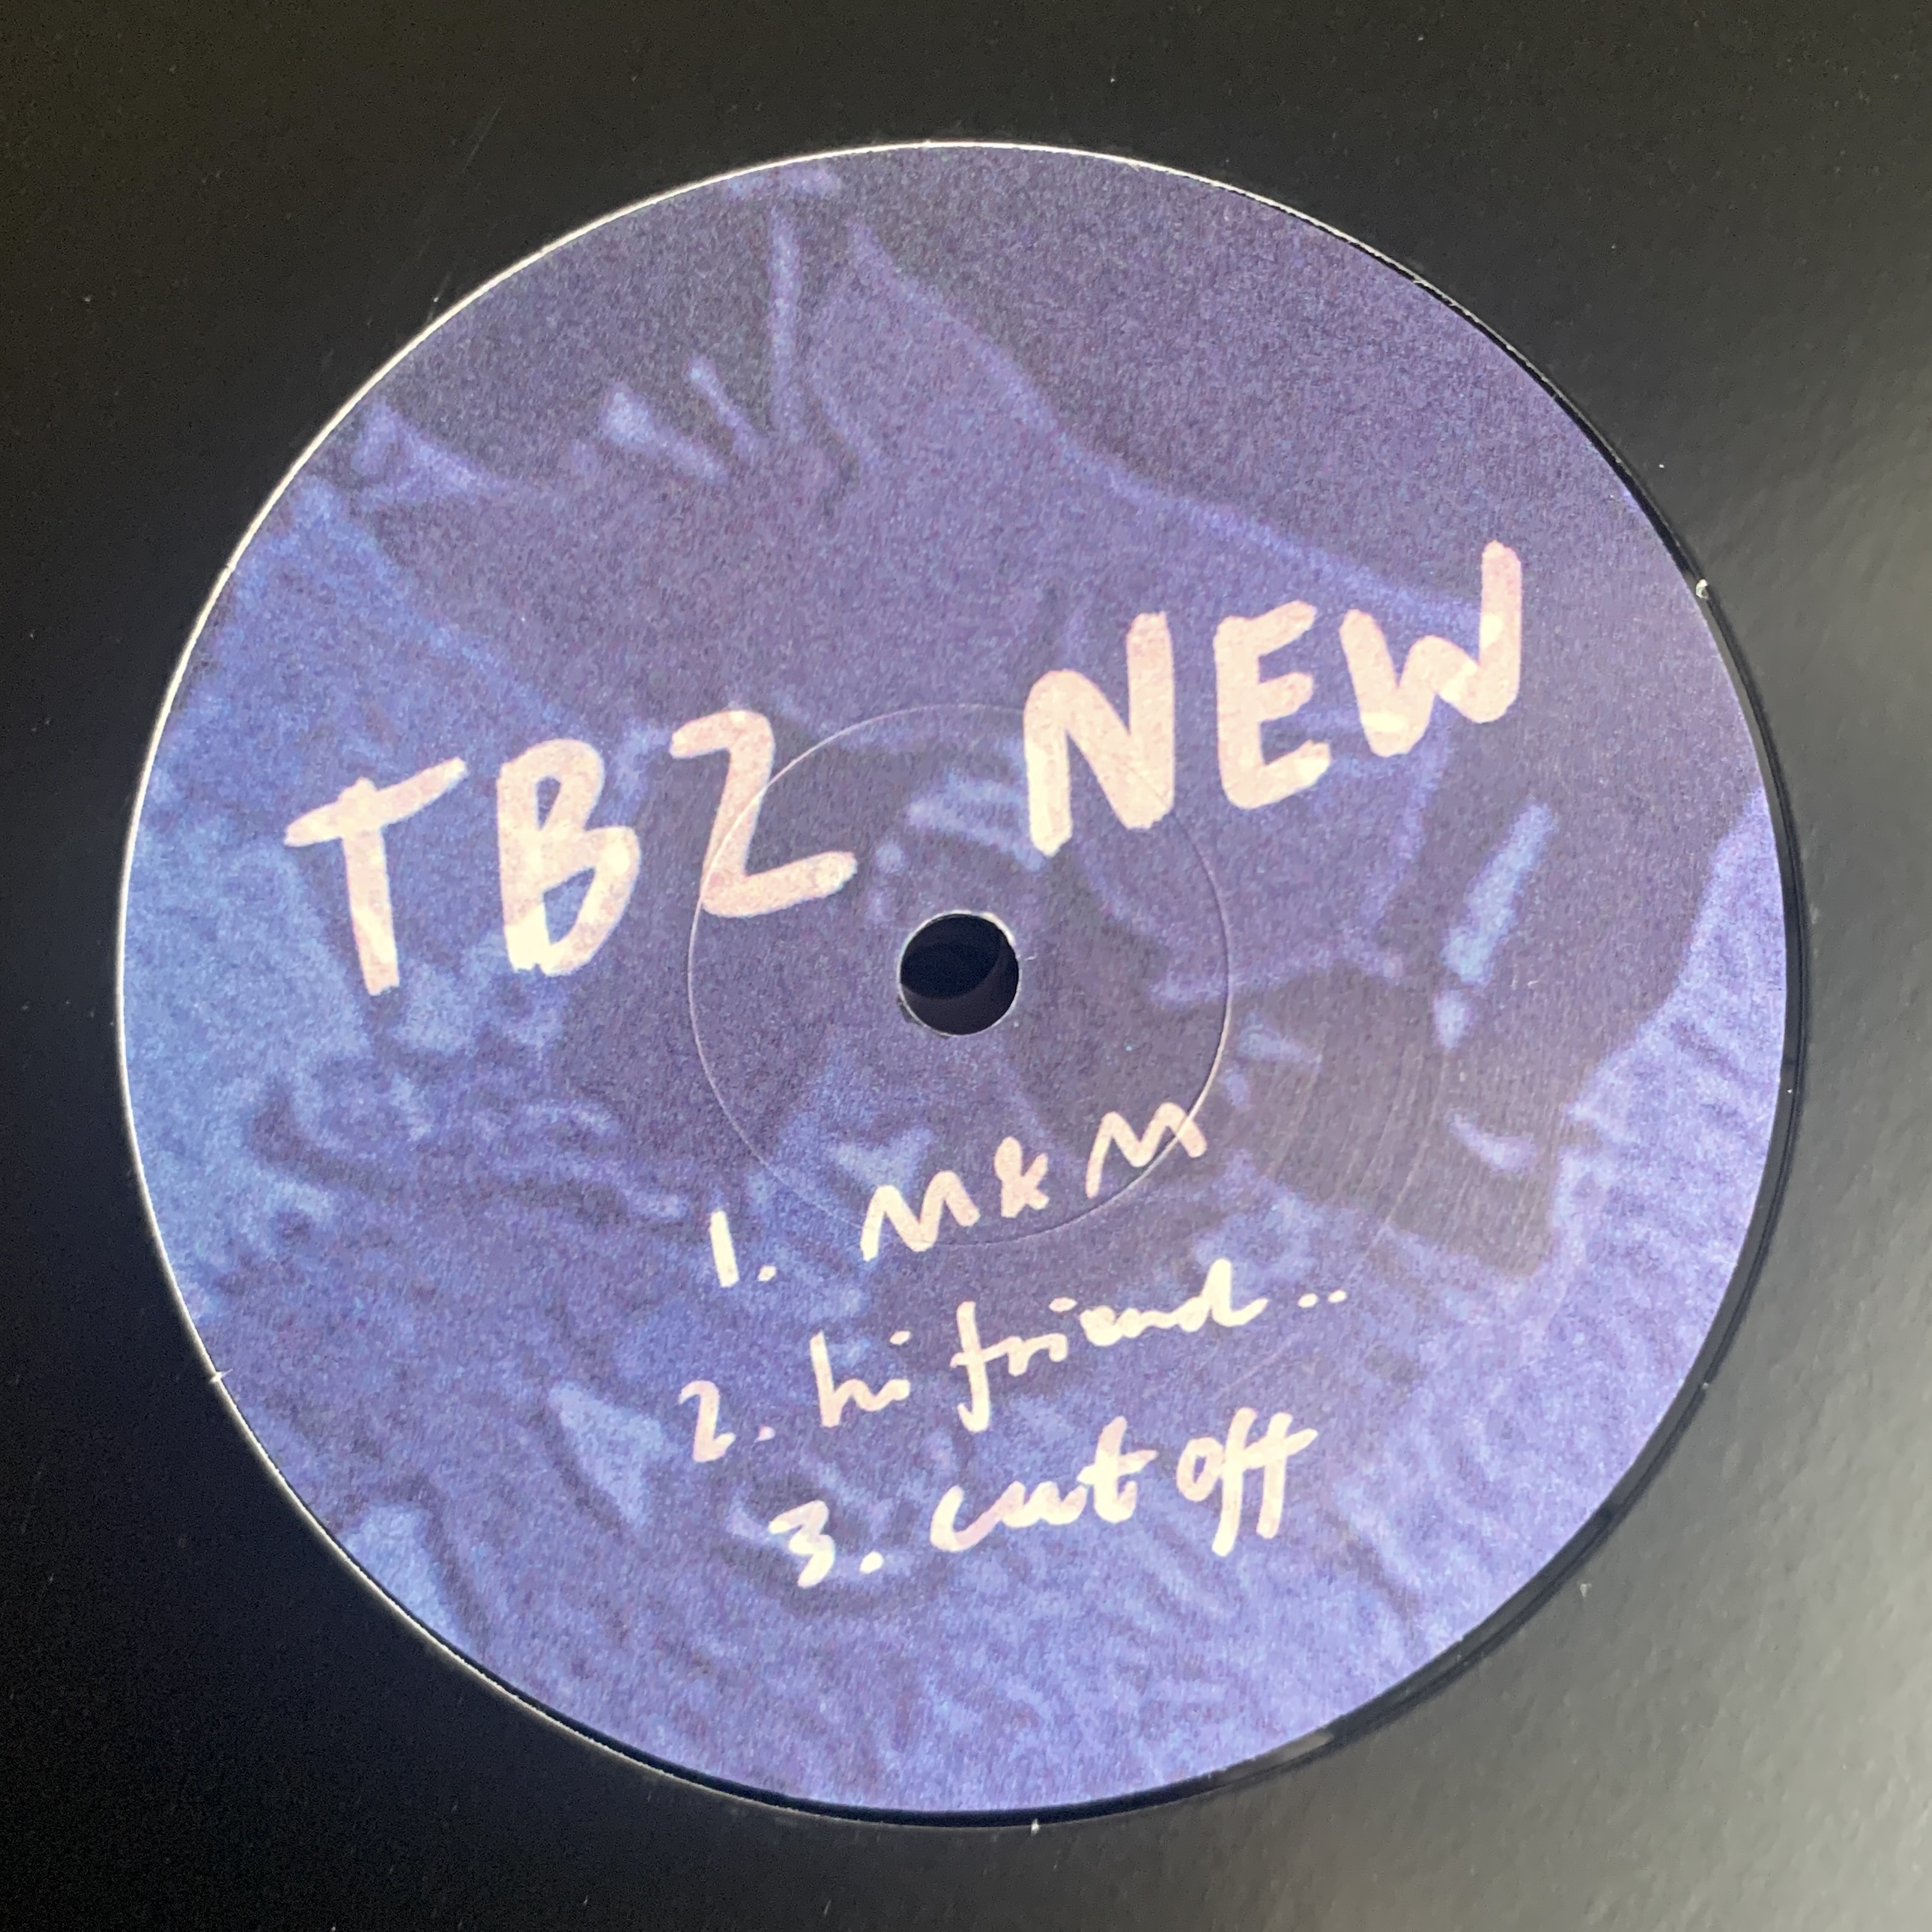 TBZ NEW
1. M&M
2. hi friend..
3. cut off